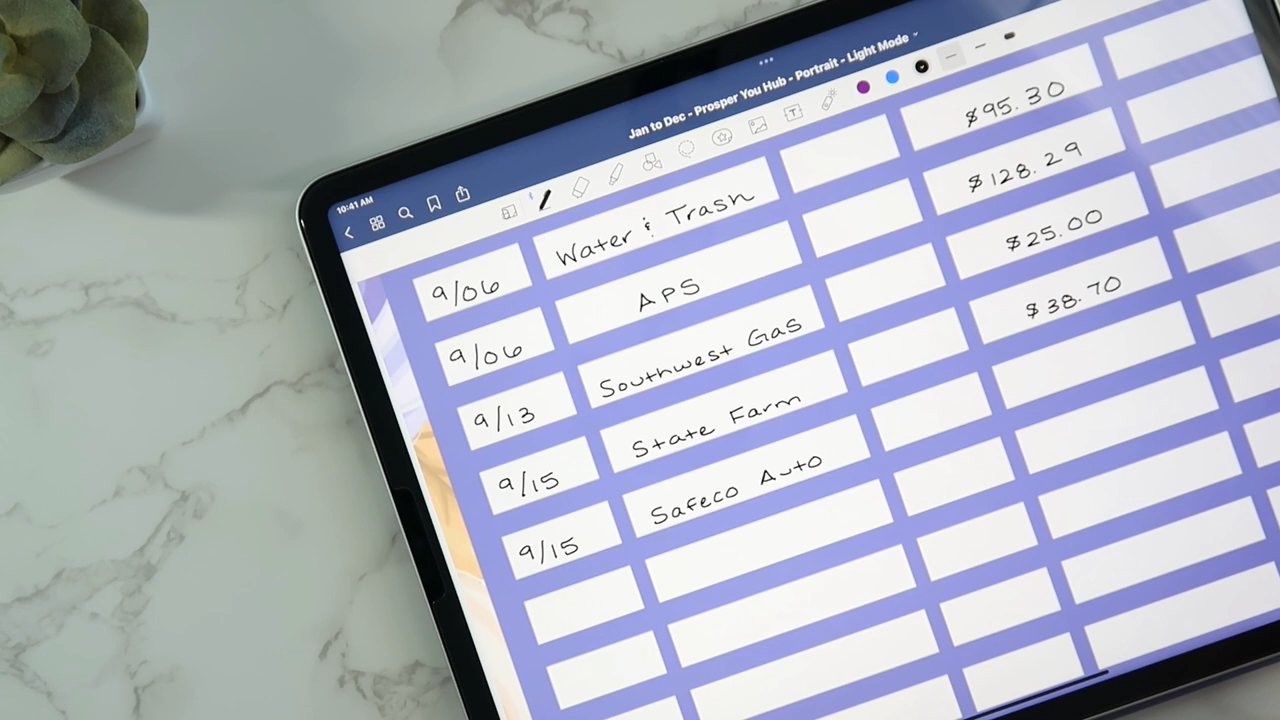 10:41 AM
Jan to Dec - Prosper You Hub - Portrait - Light Mode
9/06 Water & Trash $95.30
9/06 APS $128.29
9/13 Southwest Gas $25.00
9/15 State Farm $38.70
9/15 Safeco Auto